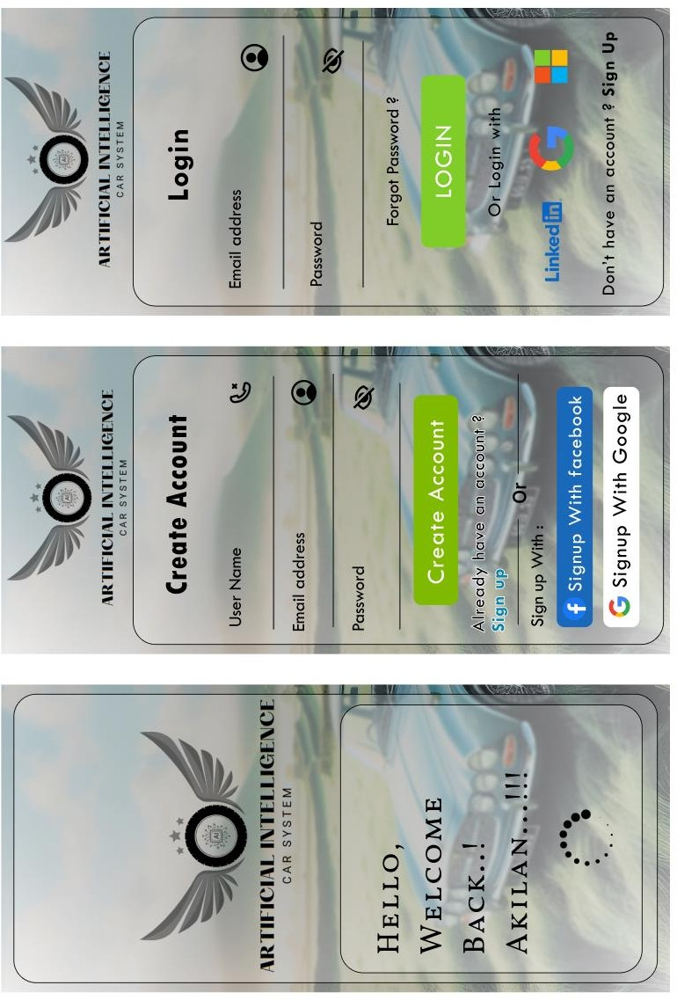 AI
ARTIFICIAL INTELLIGENCE
CAR SYSTEM
HELLO,
WELCOME
BACK..!
AKILAN...!!!
AI
ARTIFICIAL INTELLIGENCE
CAR SYSTEM
Create Account
User Name
Email address
Password
Create Account
Already have an account ?
Sign up
Or
Sign up With :
f Signup With facebook
G Signup With Google
AI
ARTIFICIAL INTELLIGENCE
CAR SYSTEM
Login
Email address
Password
Forgot Password ?
LOGIN
Or Login with
Linkedin G
Don't have an account ? Sign Up